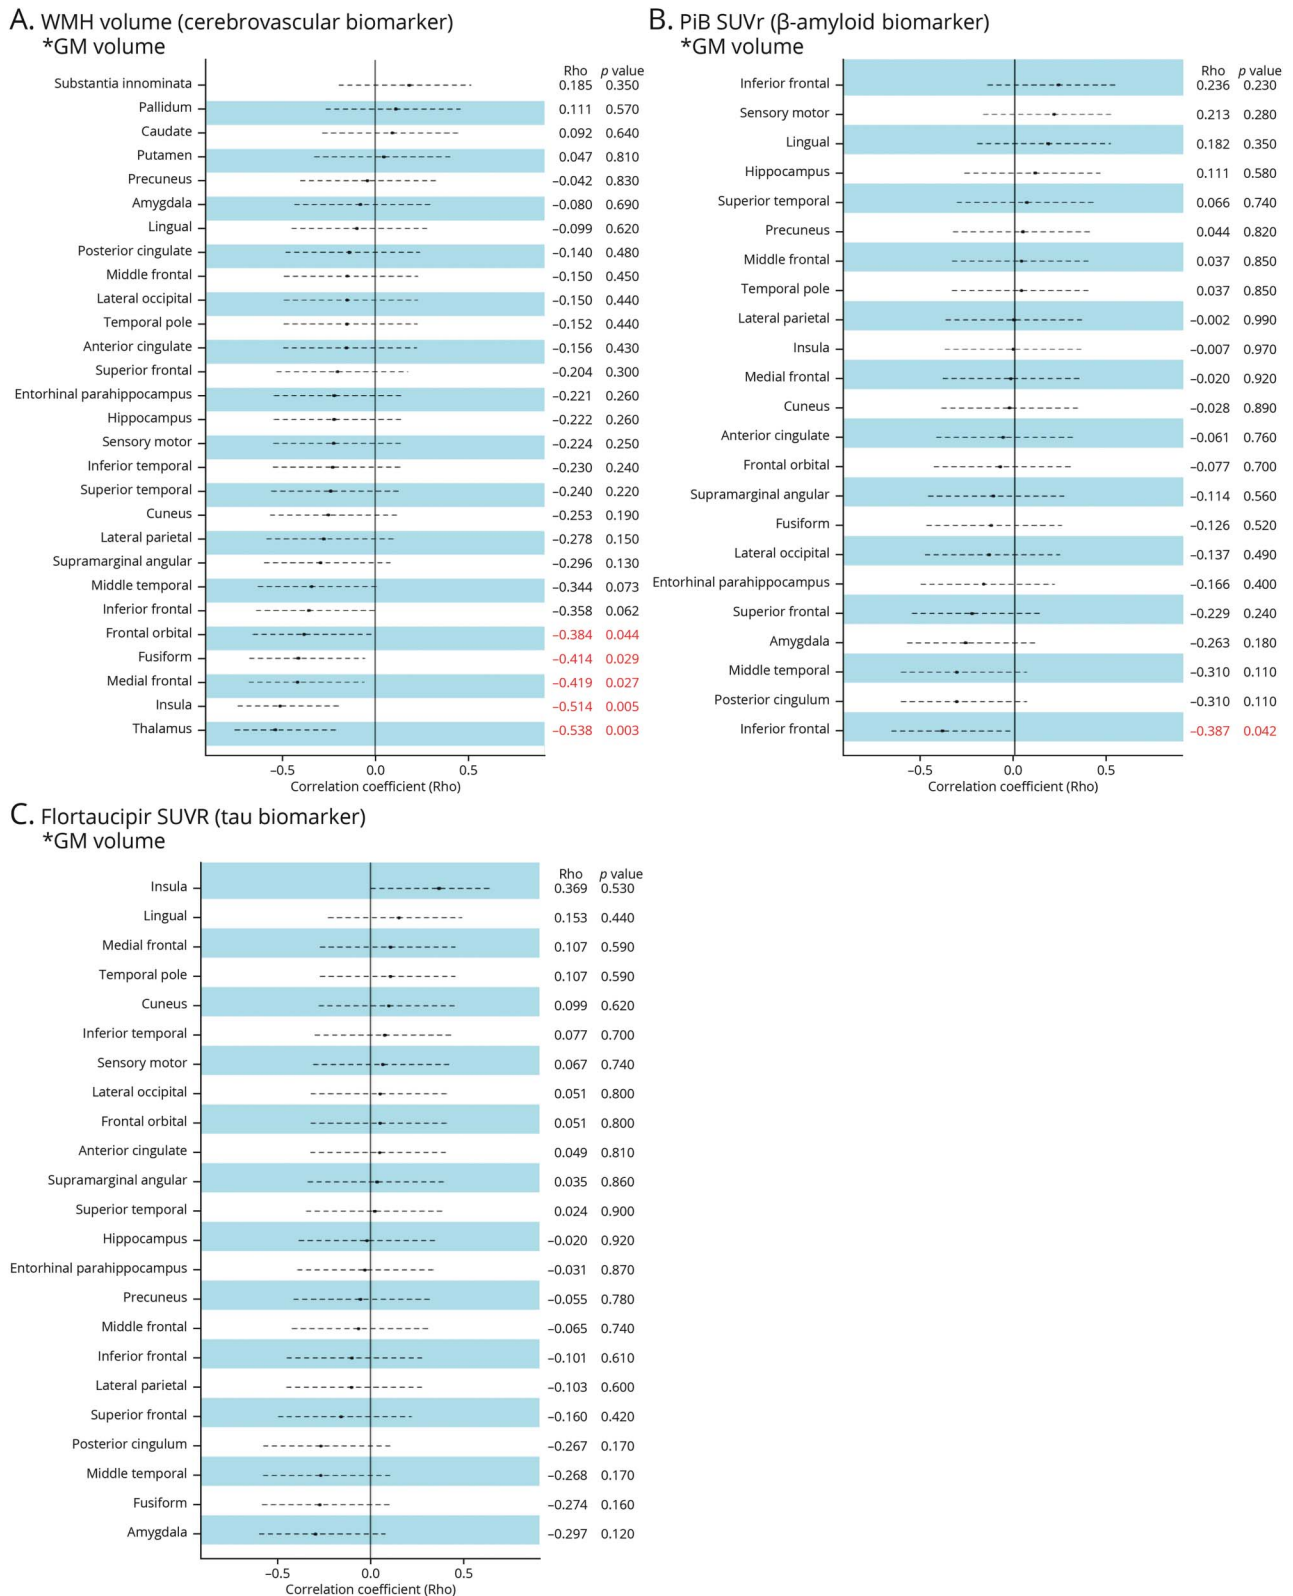 A. WMH volume (cerebrovascular biomarker)
*GM volume
Rho p value
Substantia innominata 0.185 0.350
Pallidum 0.111 0.570
Caudate 0.092 0.640
Putamen 0.047 0.810
Precuneus –0.042 0.830
Amygdala –0.080 0.690
Lingual –0.099 0.620
Posterior cingulate –0.140 0.480
Middle frontal –0.150 0.450
Lateral occipital –0.150 0.440
Temporal pole –0.152 0.440
Anterior cingulate –0.156 0.430
Superior frontal –0.204 0.300
Entorhinal parahippocampus –0.221 0.260
Hippocampus –0.222 0.260
Sensory motor –0.224 0.250
Inferior temporal –0.230 0.240
Superior temporal –0.240 0.220
Cuneus –0.253 0.190
Lateral parietal –0.278 0.150
Supramarginal angular –0.296 0.130
Middle temporal –0.344 0.073
Inferior frontal –0.358 0.062
Frontal orbital –0.384 0.044
Fusiform –0.414 0.029
Medial frontal –0.419 0.027
Insula –0.514 0.005
Thalamus –0.538 0.003
–0.5 0.0 0.5
Correlation coefficient (Rho)
B. PiB SUVr (β-amyloid biomarker)
*GM volume
Rho p value
Inferior frontal 0.236 0.230
Sensory motor 0.213 0.280
Lingual 0.182 0.350
Hippocampus 0.111 0.580
Superior temporal 0.066 0.740
Precuneus 0.044 0.820
Middle frontal 0.037 0.850
Temporal pole 0.037 0.850
Lateral parietal –0.002 0.990
Insula –0.007 0.970
Medial frontal –0.020 0.920
Cuneus –0.028 0.890
Anterior cingulate –0.061 0.760
Frontal orbital –0.077 0.700
Supramarginal angular –0.114 0.560
Fusiform –0.126 0.520
Lateral occipital –0.137 0.490
Entorhinal parahippocampus –0.166 0.400
Superior frontal –0.229 0.240
Amygdala –0.263 0.180
Middle temporal –0.310 0.110
Posterior cingulum –0.310 0.110
Inferior frontal –0.387 0.042
–0.5 0.0 0.5
Correlation coefficient (Rho)
C. Flortaucipir SUVR (tau biomarker)
*GM volume
Rho p value
Insula 0.369 0.530
Lingual 0.153 0.440
Medial frontal 0.107 0.590
Temporal pole 0.107 0.590
Cuneus 0.099 0.620
Inferior temporal 0.077 0.700
Sensory motor 0.067 0.740
Lateral occipital 0.051 0.800
Frontal orbital 0.051 0.800
Anterior cingulate 0.049 0.810
Supramarginal angular 0.035 0.860
Superior temporal 0.024 0.900
Hippocampus –0.020 0.920
Entorhinal parahippocampus –0.031 0.870
Precuneus –0.055 0.780
Middle frontal –0.065 0.740
Inferior frontal –0.101 0.610
Lateral parietal –0.103 0.600
Superior frontal –0.160 0.420
Posterior cingulum –0.267 0.170
Middle temporal –0.268 0.170
Fusiform –0.274 0.160
Amygdala –0.297 0.120
–0.5 0.0 0.5
Correlation coefficient (Rho)